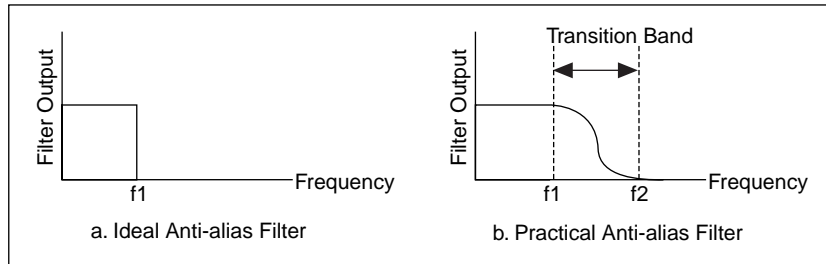 Filter Output
f1
Frequency
a. Ideal Anti-alias Filter
Transition Band
Filter Output
f1
f2
Frequency
b. Practical Anti-alias Filter